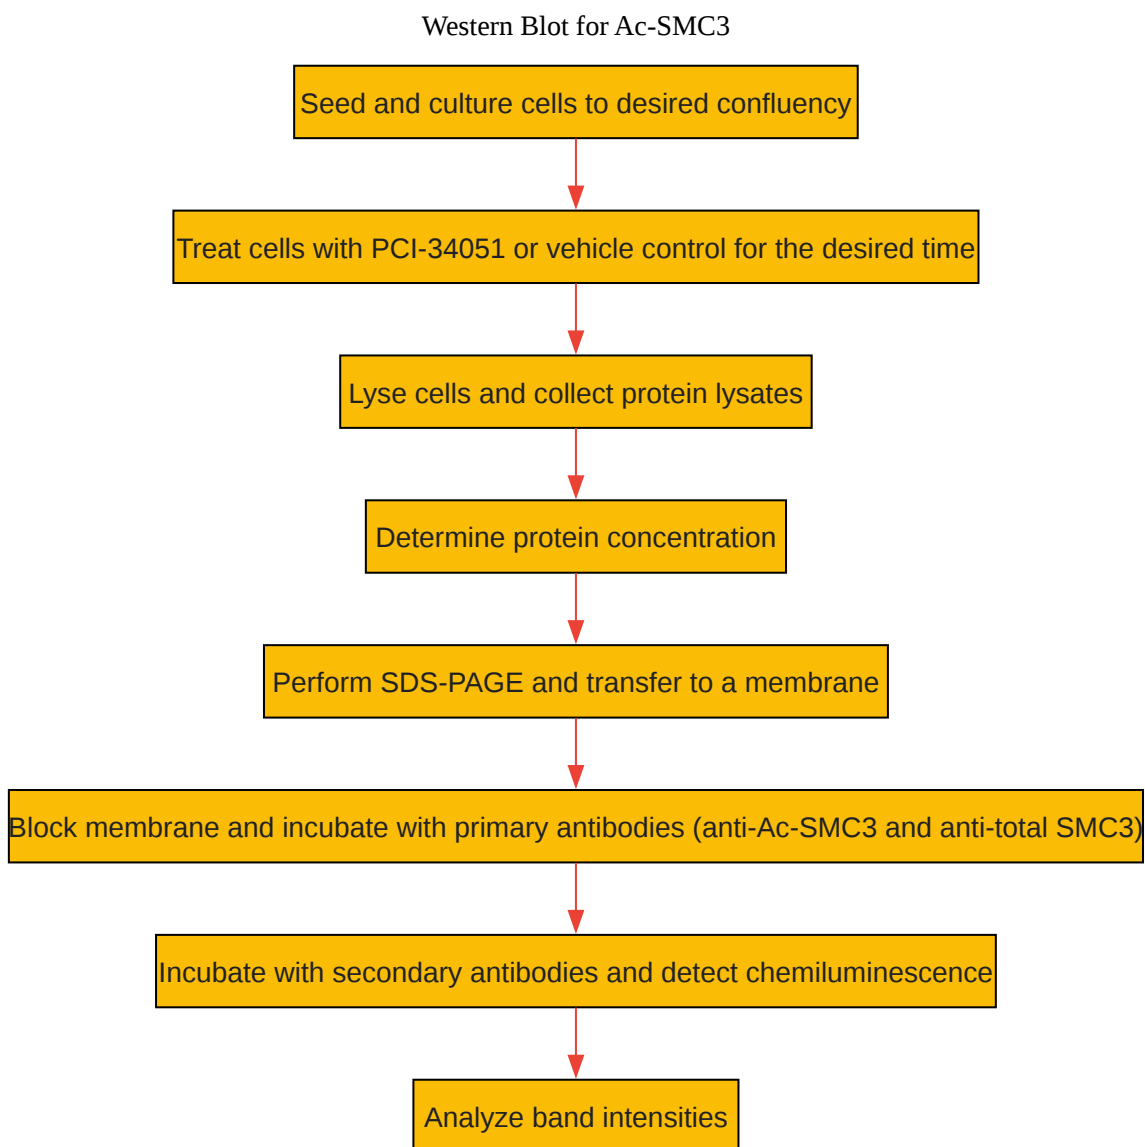 Western Blot for Ac-SMC3
Seed and culture cells to desired confluency
Treat cells with PCI-34051 or vehicle control for the desired time
Lyse cells and collect protein lysates
Determine protein concentration
Perform SDS-PAGE and transfer to a membrane
Block membrane and incubate with primary antibodies (anti-Ac-SMC3 and anti-total SMC3)
Incubate with secondary antibodies and detect chemiluminescence
Analyze band intensities